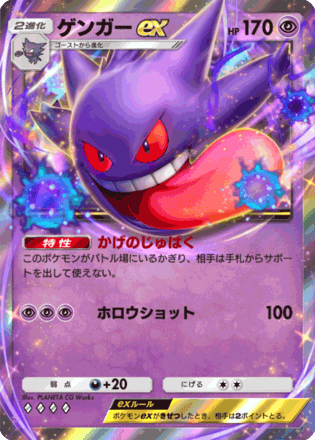 2進化 ゲンガーex HP 170
ゴーストから進化
特性 かげのじゅばく
このポケモンがバトル場にいるかぎり、相手は手札からサポートを出して使えない。
ホロウショット 100
弱点 +20 にげる
Illus. PLANETA CG Works
exルール
ポケモンexがきぜつしたとき、相手は2ポイントとる。